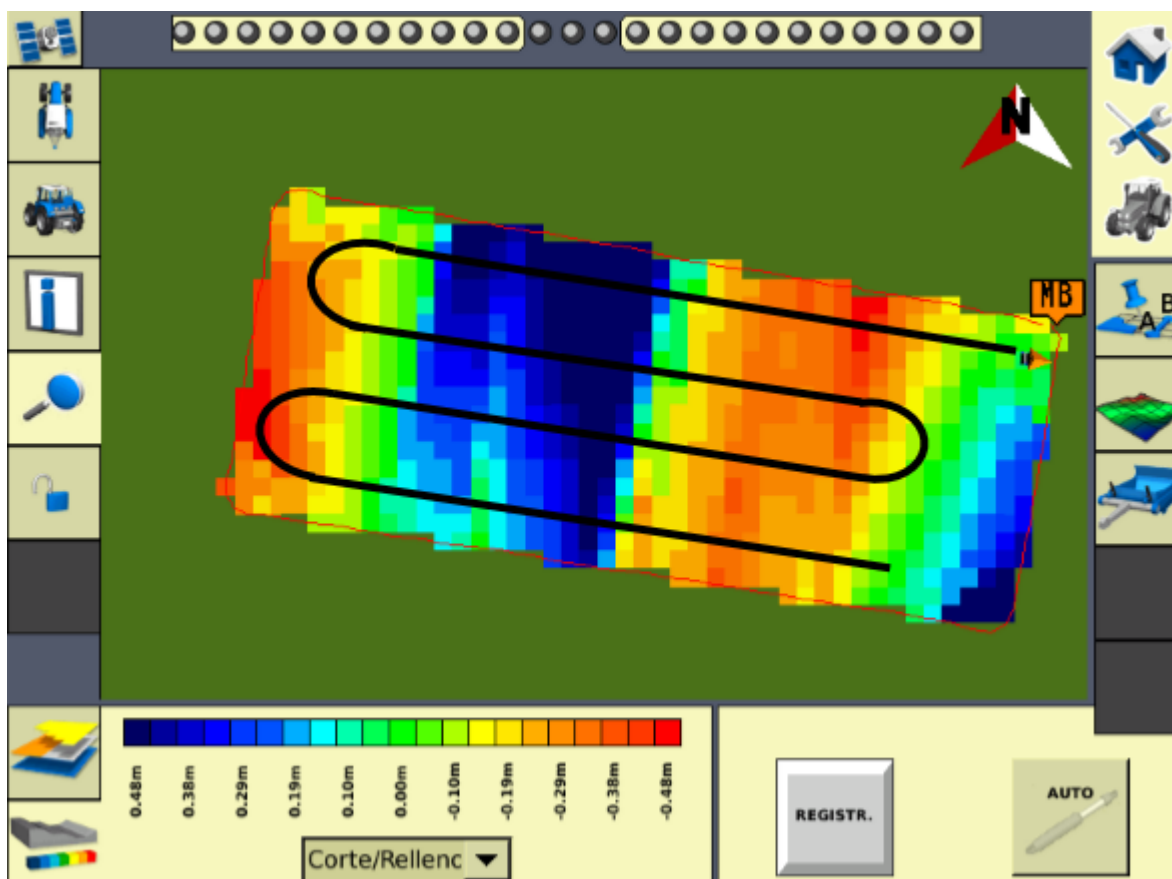 N
MB
B
A
0.48m
0.38m
0.29m
0.19m
0.10m
0.00m
-0.10m
-0.19m
-0.29m
-0.38m
-0.48m
Corte/Rellenc
REGISTR.
AUTO